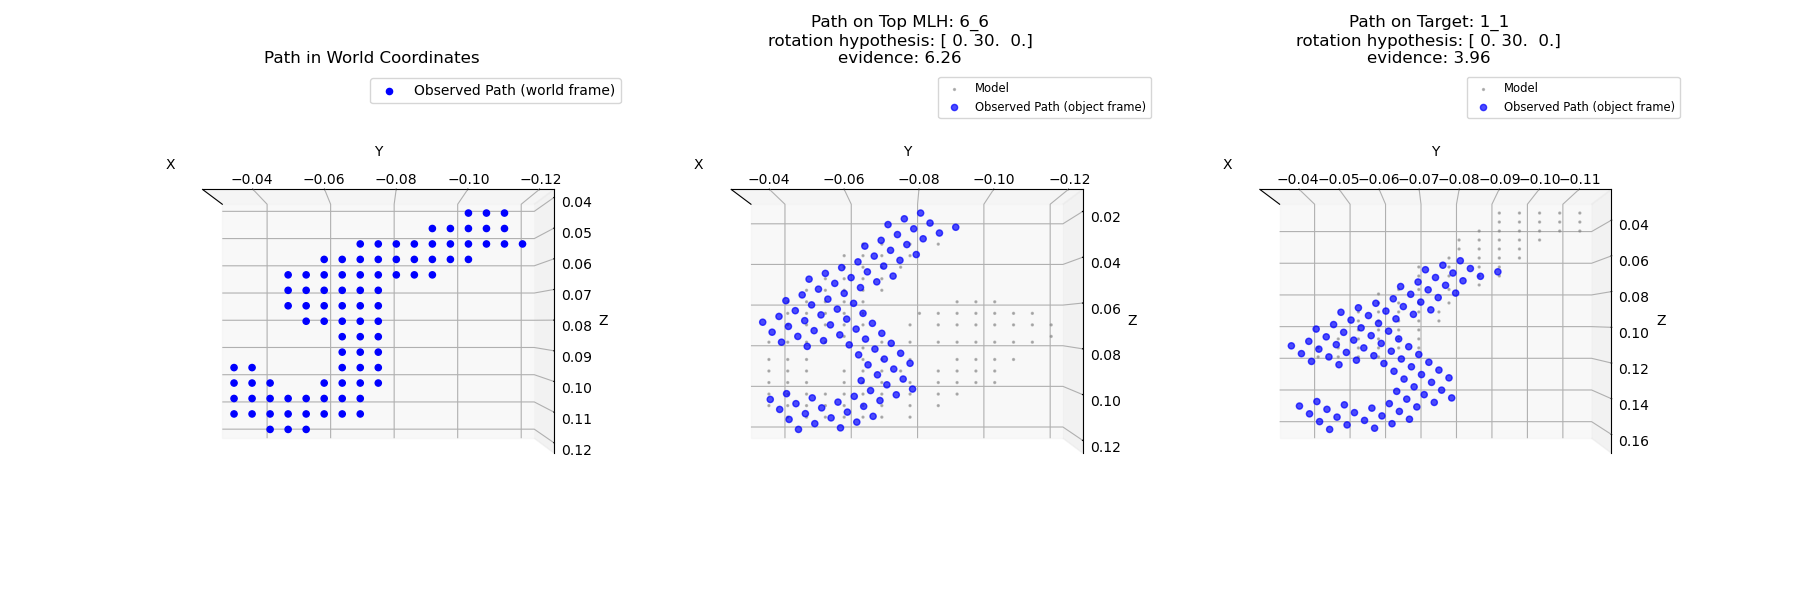 Path in World Coordinates
Observed Path (world frame)
X
Y
−0.04
−0.06
−0.08
−0.10
−0.12
0.04
0.05
0.06
0.07
0.08
0.09
0.10
0.11
0.12
Z
Path on Top MLH: 6_6
rotation hypothesis: [ 0. 30.  0.]
evidence: 6.26
Model
Observed Path (object frame)
X
Y
−0.04
−0.06
−0.08
−0.10
−0.12
0.02
0.04
0.06
0.08
0.10
0.12
Z
Path on Target: 1_1
rotation hypothesis: [ 0. 30.  0.]
evidence: 3.96
Model
Observed Path (object frame)
X
Y
−0.04
−0.05
−0.06
−0.07
−0.08
−0.09
−0.10
−0.11
0.04
0.06
0.08
0.10
0.12
0.14
0.16
Z